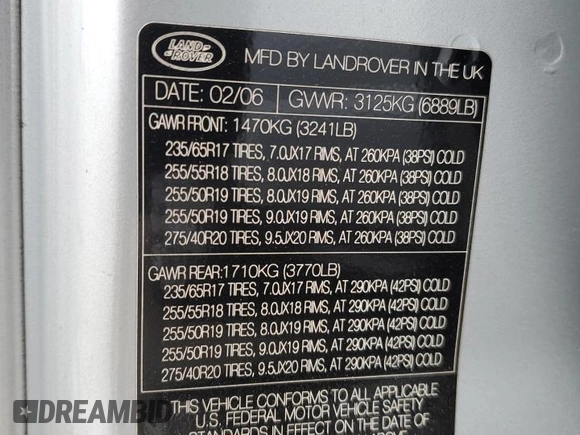 LAND
ROVER
MFD BY LANDROVER IN THE UK
DATE: 02/06 GVWR: 3125KG (6889LB)
GAWR FRONT: 1470KG (3241LB)
235/65R17 TIRES, 7.0JX17 RIMS, AT 260KPA (38PSI) COLD
255/55R18 TIRES, 8.0JX18 RIMS, AT 260KPA (38PSI) COLD
255/50R19 TIRES, 8.0JX19 RIMS, AT 260KPA (38PSI) COLD
255/50R19 TIRES, 9.0JX19 RIMS, AT 260KPA (38PSI) COLD
275/40R20 TIRES, 9.5JX20 RIMS, AT 260KPA (38PSI) COLD
GAWR REAR:1710KG (3770LB)
235/65R17 TIRES, 7.0JX17 RIMS, AT 290KPA (42PSI) COLD
255/55R18 TIRES, 8.0JX18 RIMS, AT 290KPA (42PSI) COLD
255/50R19 TIRES, 8.0JX19 RIMS, AT 290KPA (42PSI) COLD
255/50R19 TIRES, 9.0JX19 RIMS, AT 290KPA (42PSI) COLD
275/40R20 TIRES, 9.5JX20 RIMS, AT 290KPA (42PSI) COLD
THIS VEHICLE CONFORMS TO ALL APPLICABLE
U.S. FEDERAL MOTOR VEHICLE SAFETY
STANDARDS IN EFFECT ON THE DATE OF
DREAMBID